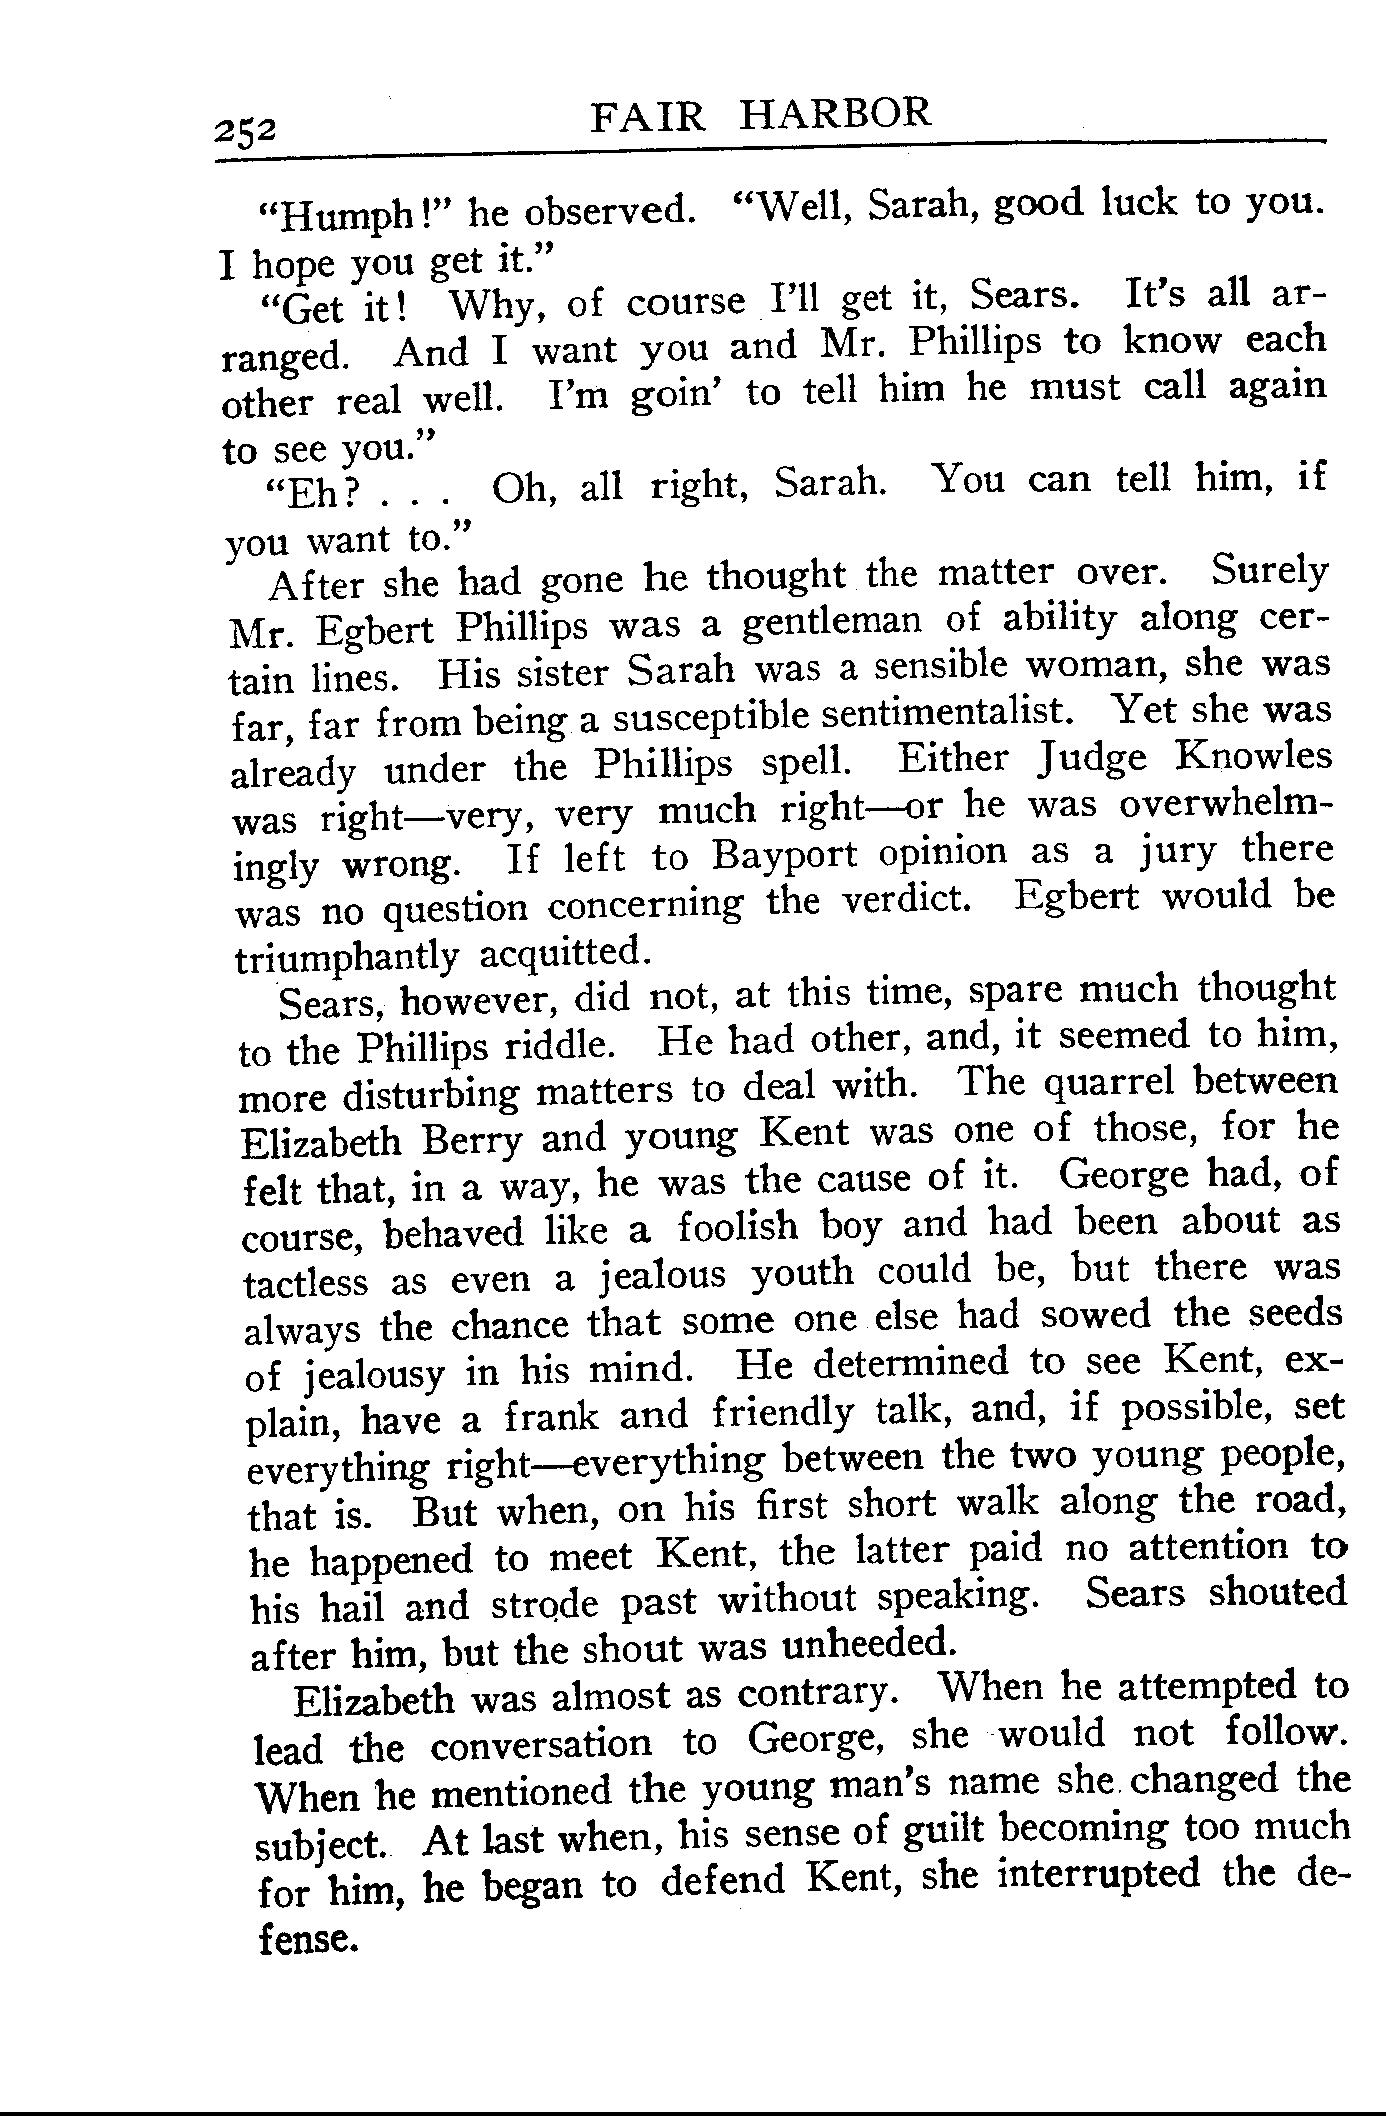 252 FAIR HARBOR
"Humph!" he observed. "Well, Sarah, good luck to you.
I hope you get it."
"Get it! Why, of course I'll get it, Sears. It's all ar-
ranged. And I want you and Mr. Phillips to know each
other real well. I'm goin' to tell him he must call again
to see you."
"Eh? . . . Oh, all right, Sarah. You can tell him, if
you want to."
After she had gone he thought the matter over. Surely
Mr. Egbert Phillips was a gentleman of ability along cer-
tain lines. His sister Sarah was a sensible woman, she was
far, far from being a susceptible sentimentalist. Yet she was
already under the Phillips spell. Either Judge Knowles
was right—very, very much right—or he was overwhelm-
ingly wrong. If left to Bayport opinion as a jury there
was no question concerning the verdict. Egbert would be
triumphantly acquitted.
Sears, however, did not, at this time, spare much thought
to the Phillips riddle. He had other, and, it seemed to him,
more disturbing matters to deal with. The quarrel between
Elizabeth Berry and young Kent was one of those, for he
felt that, in a way, he was the cause of it. George had, of
course, behaved like a foolish boy and had been about as
tactless as even a jealous youth could be, but there was
always the chance that some one else had sowed the seeds
of jealousy in his mind. He determined to see Kent, ex-
plain, have a frank and friendly talk, and, if possible, set
everything right—everything between the two young people,
that is. But when, on his first short walk along the road,
he happened to meet Kent, the latter paid no attention to
his hail and strode past without speaking. Sears shouted
after him, but the shout was unheeded.
Elizabeth was almost as contrary. When he attempted to
lead the conversation to George, she would not follow.
When he mentioned the young man's name she changed the
subject. At last when, his sense of guilt becoming too much
for him, he began to defend Kent, she interrupted the de-
fense.